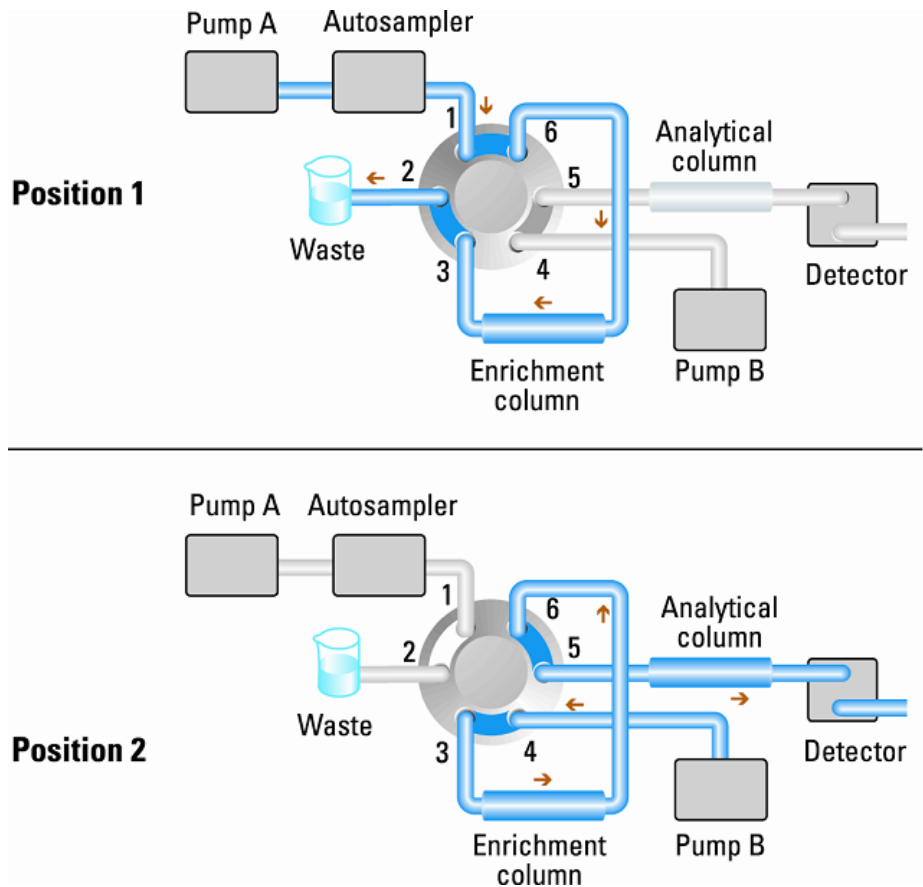 Pump A
Autosampler
1
6
2
Analytical
column
5
Position 1
Waste
3
4
Detector
Enrichment
column
Pump B
Pump A
Autosampler
1
6
Analytical
column
2
5
Waste
Position 2
3
4
Detector
Enrichment
column
Pump B